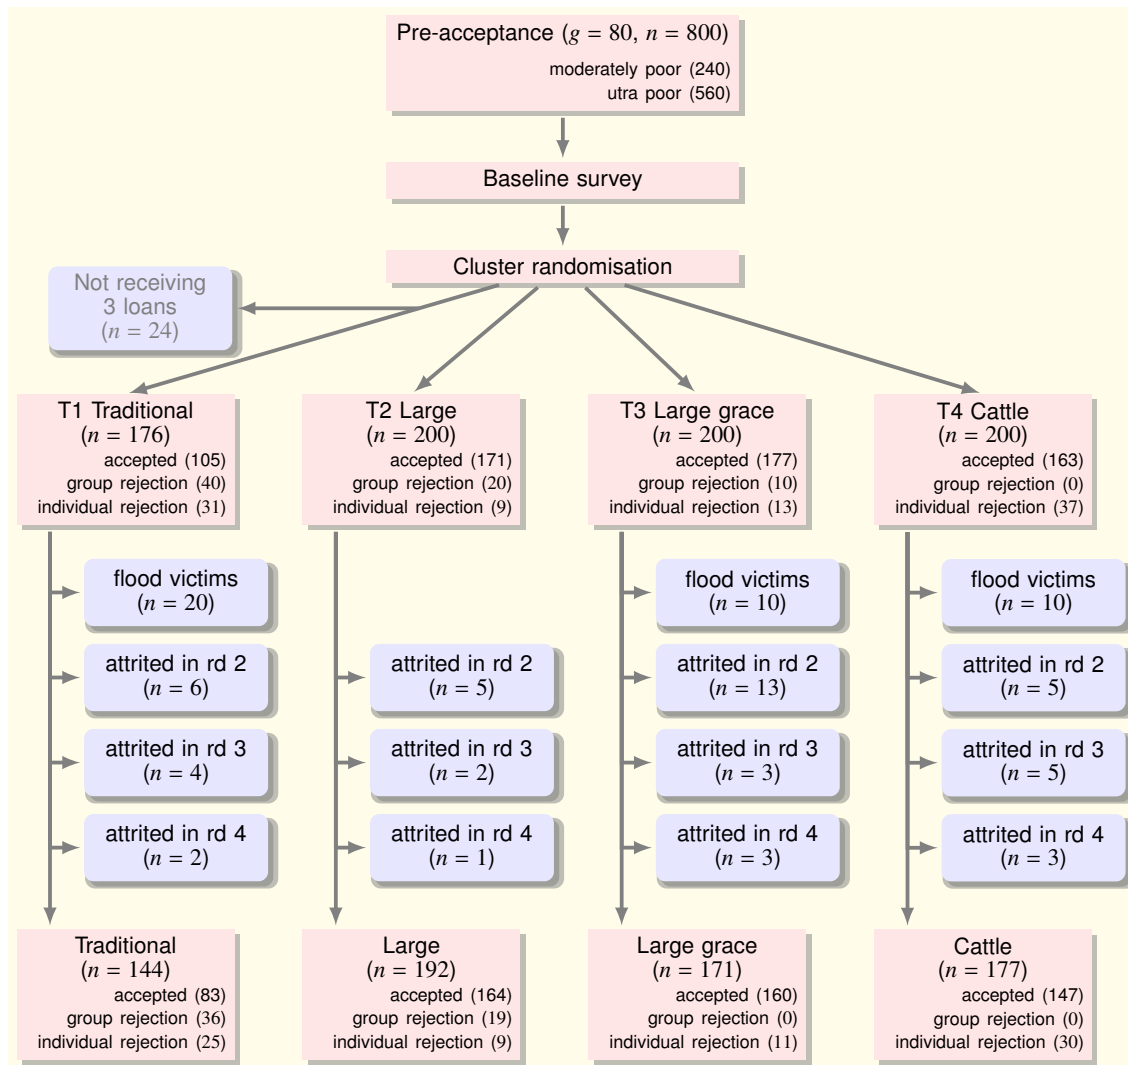 Pre-acceptance (g = 80, n = 800)
moderately poor (240)
utra poor (560)
Baseline survey
Cluster randomisation
Not receiving
3 loans
(n = 24)
T1 Traditional
(n = 176)
accepted (105)
group rejection (40)
individual rejection (31)
T2 Large
(n = 200)
accepted (171)
group rejection (20)
individual rejection (9)
T3 Large grace
(n = 200)
accepted (177)
group rejection (10)
individual rejection (13)
T4 Cattle
(n = 200)
accepted (163)
group rejection (0)
individual rejection (37)
flood victims
(n = 20)
attrited in rd 2
(n = 6)
attrited in rd 3
(n = 4)
attrited in rd 4
(n = 2)
attrited in rd 2
(n = 5)
attrited in rd 3
(n = 2)
attrited in rd 4
(n = 1)
flood victims
(n = 10)
attrited in rd 2
(n = 13)
attrited in rd 3
(n = 3)
attrited in rd 4
(n = 3)
flood victims
(n = 10)
attrited in rd 2
(n = 5)
attrited in rd 3
(n = 5)
attrited in rd 4
(n = 3)
Traditional
(n = 144)
accepted (83)
group rejection (36)
individual rejection (25)
Large
(n = 192)
accepted (164)
group rejection (19)
individual rejection (9)
Large grace
(n = 171)
accepted (160)
group rejection (0)
individual rejection (11)
Cattle
(n = 177)
accepted (147)
group rejection (0)
individual rejection (30)